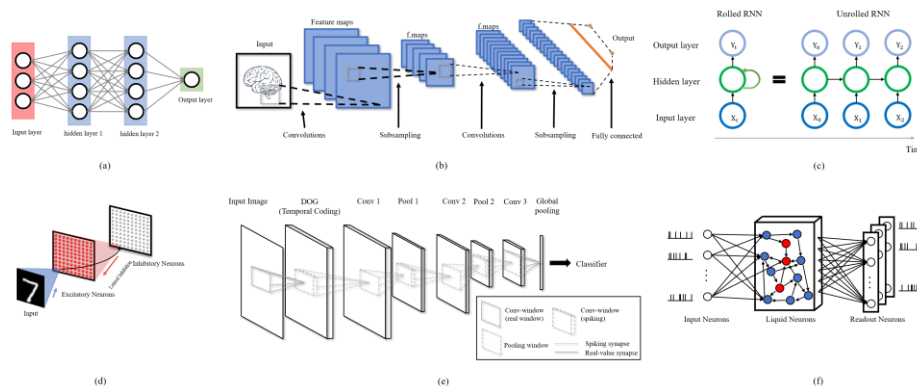 Input layer
hidden layer 1
hidden layer 2
Output layer
(a)
Feature maps
Input
f.maps
f.maps
Output
Convolutions
Subsampling
Convolutions
Subsampling
Fully connected
(b)
Rolled RNN
Unrolled RNN
Output layer
Y₁
Y₀
Y₁
Y₂
Hidden layer
=
Input layer
X₀
X₁
X₂
Tim
(c)
7
Input
Excitatory Neurons
Lateral Inhibition
Inhibitory Neurons
(d)
Input Image
DOG
(Temporal Coding)
Conv 1
Pool 1
Conv 2
Pool 2
Conv 3
Global
pooling
Classifier
Conv-window
(real window)
Conv-window
(spiking)
Pooling window
Spiking synapse
Real-value synapse
(e)
Input Neurons
Liquid Neurons
Readout Neurons
(f)